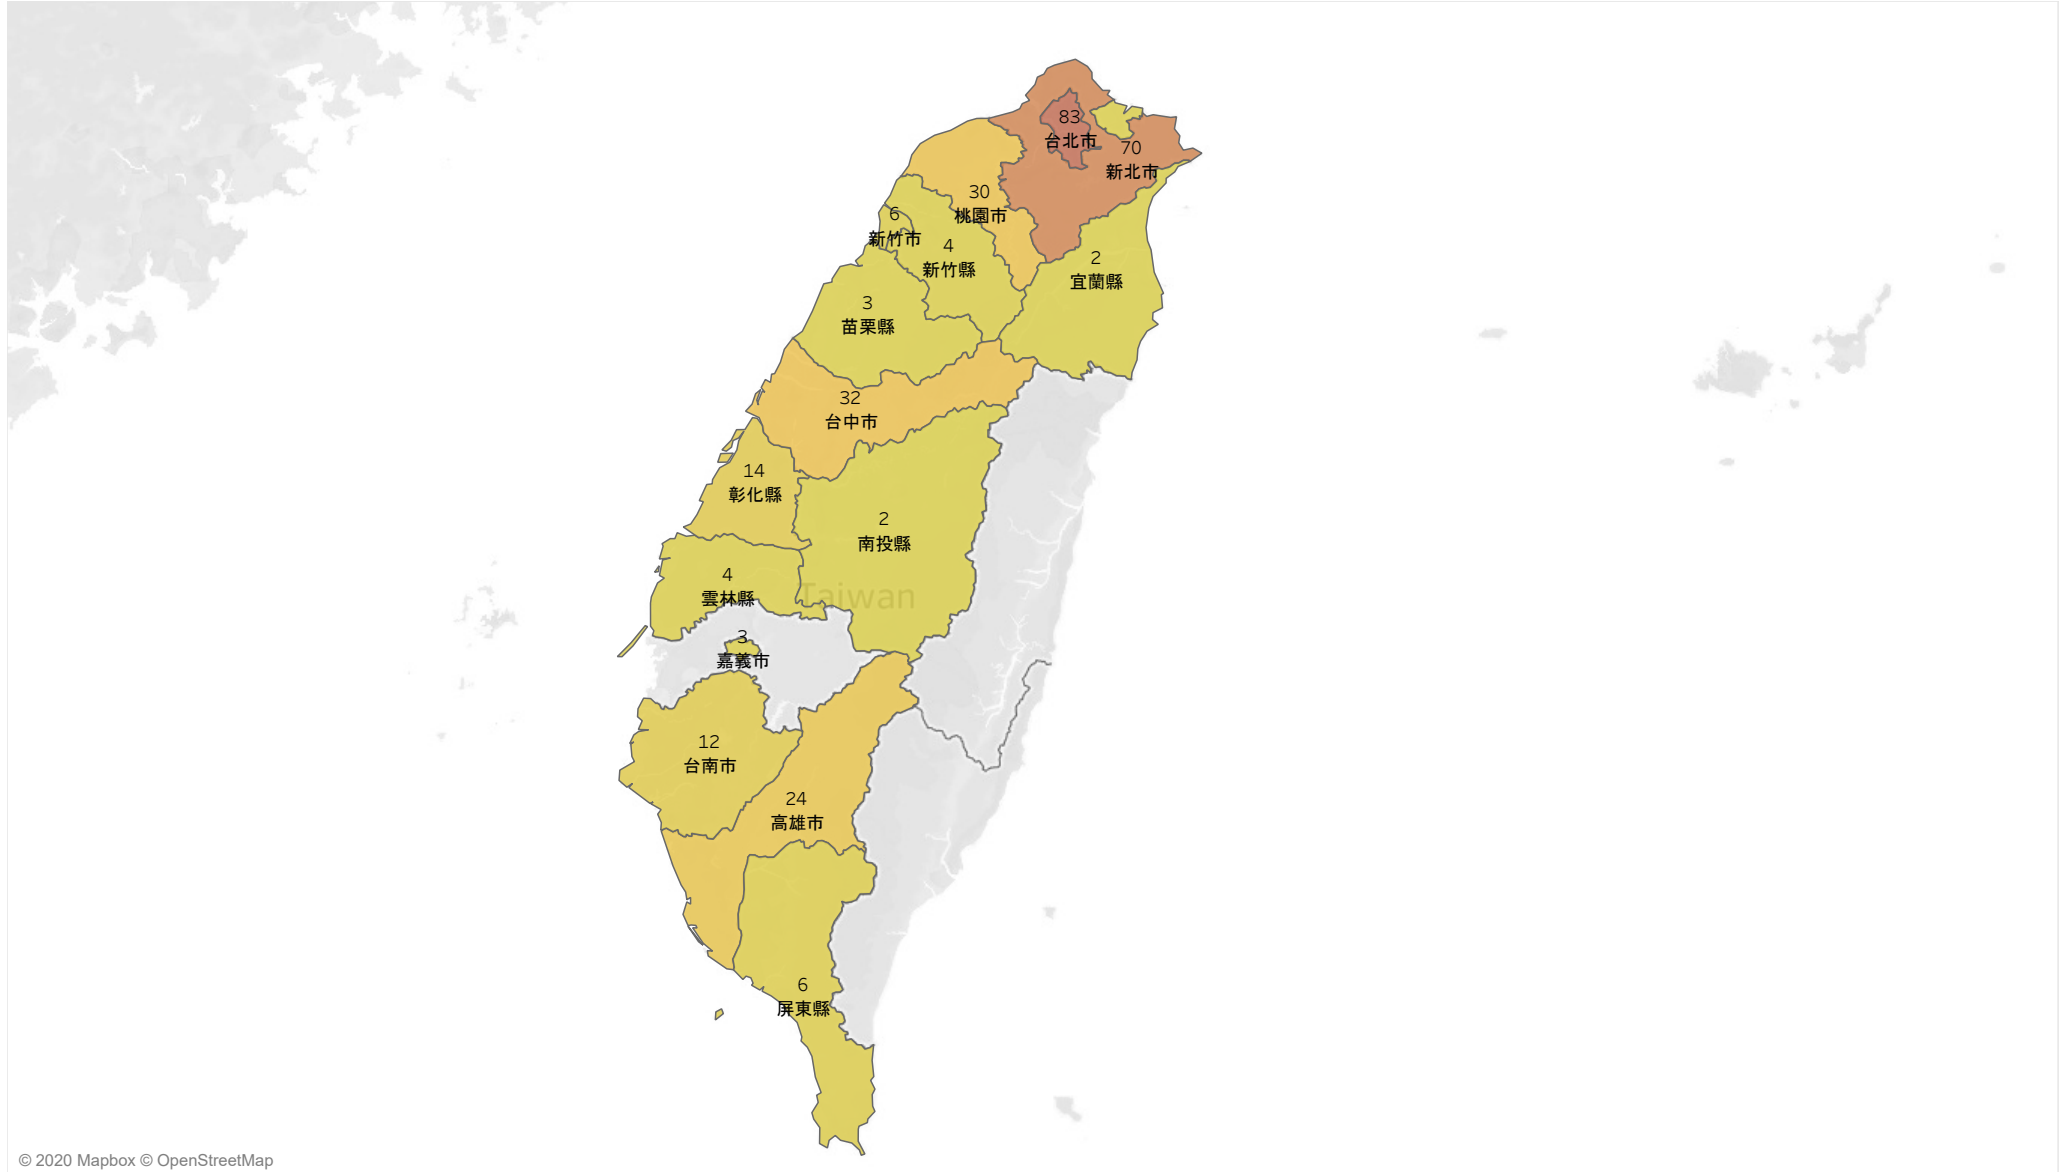 83
台北市
70
新北市
30
桃園市
6
新竹市
4
新竹縣
2
宜蘭縣
3
苗栗縣
32
台中市
14
彰化縣
2
南投縣
4
雲林縣
Taiwan
3
嘉義市
12
台南市
24
高雄市
6
屏東縣
© 2020 Mapbox © OpenStreetMap